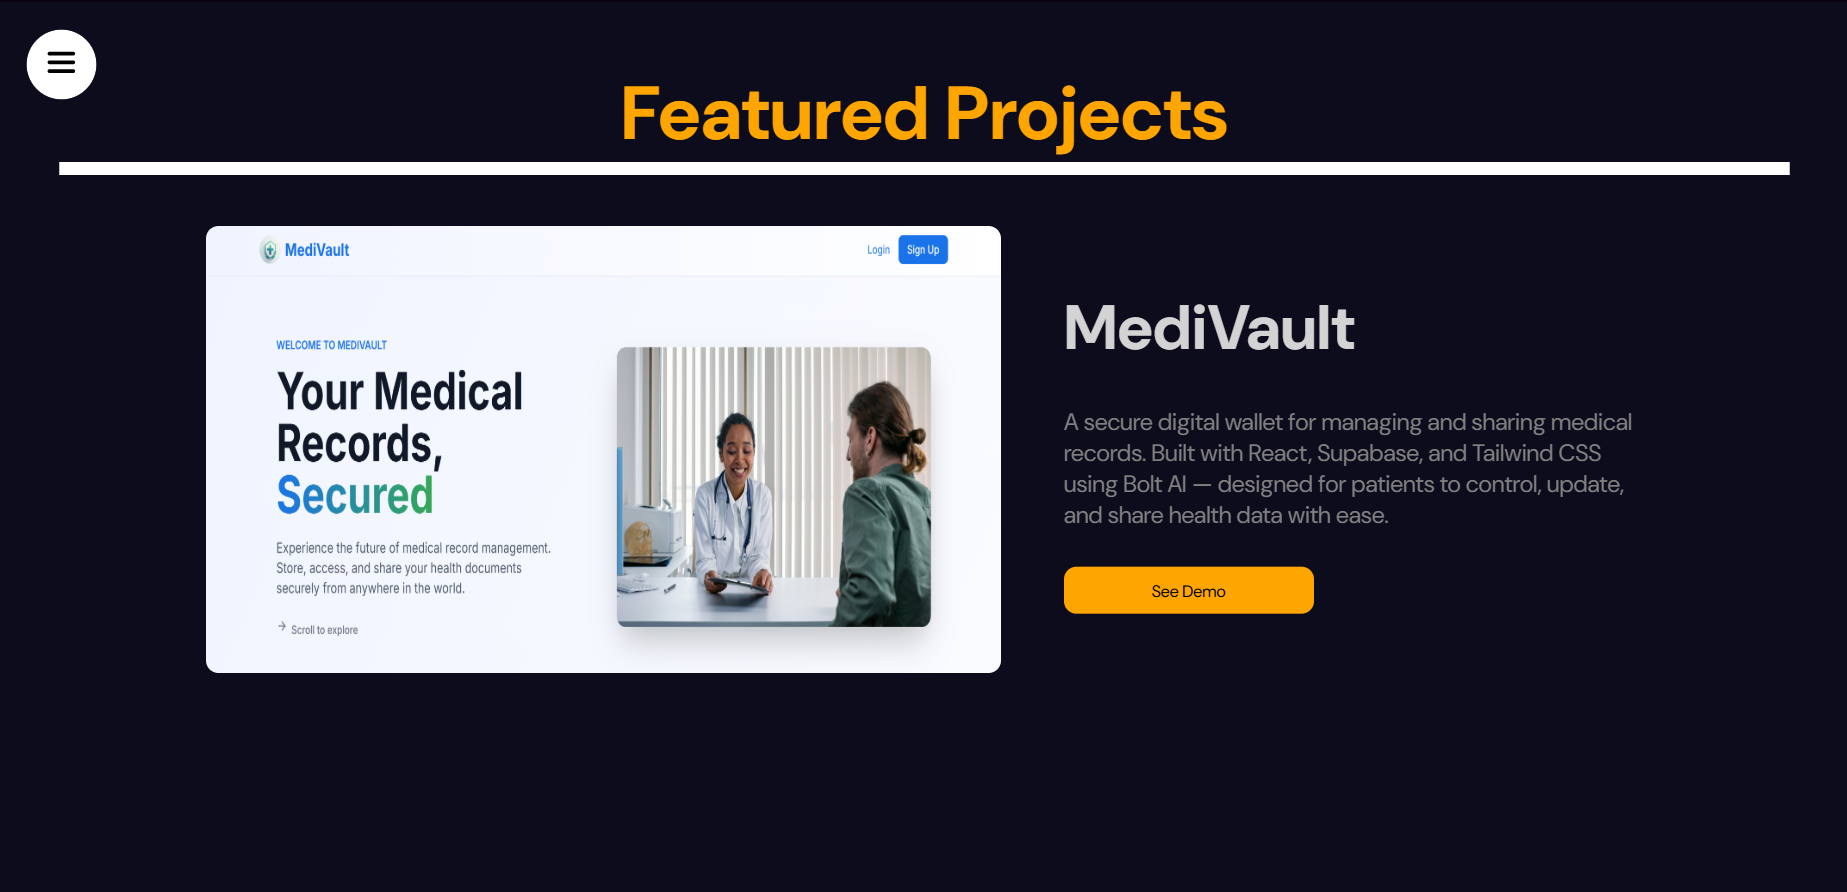 Featured Projects
MediVault
Login
Sign Up
WELCOME TO MEDIVAULT
Your Medical
Records,
Secured
Experience the future of medical record management.
Store, access, and share your health documents
securely from anywhere in the world.
Scroll to explore
MediVault
A secure digital wallet for managing and sharing medical
records. Built with React, Supabase, and Tailwind CSS
using Bolt AI — designed for patients to control, update,
and share health data with ease.
See Demo